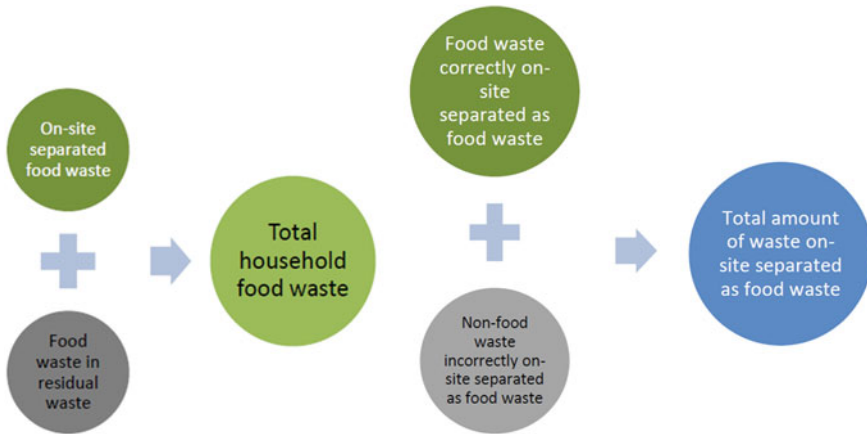 On-site
separated
food waste
Food
waste in
residual
waste
Total
household
food waste
Food waste
correctly on-
site
separated as
food waste
Non-food
waste
incorrectly on-
site separated
as food waste
Total amount
of waste on-
site separated
as food waste